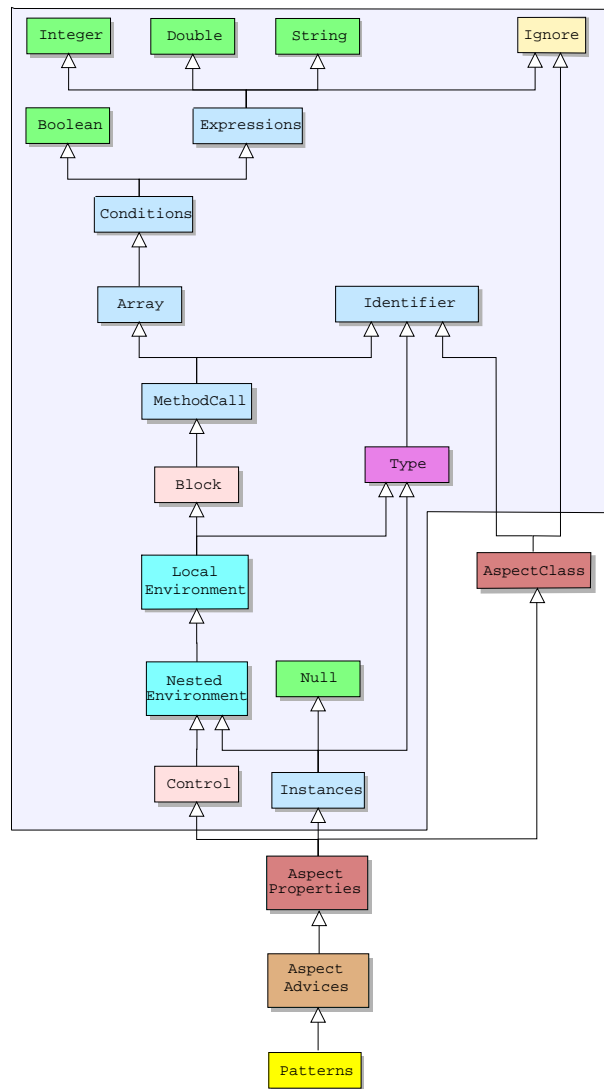 Integer
Double
String
Ignore
Boolean
Expressions
Conditions
Array
Identifier
MethodCall
Type
Block
Local
Environment
AspectClass
Nested
Environment
Null
Control
Instances
Aspect
Properties
Aspect
Advices
Patterns